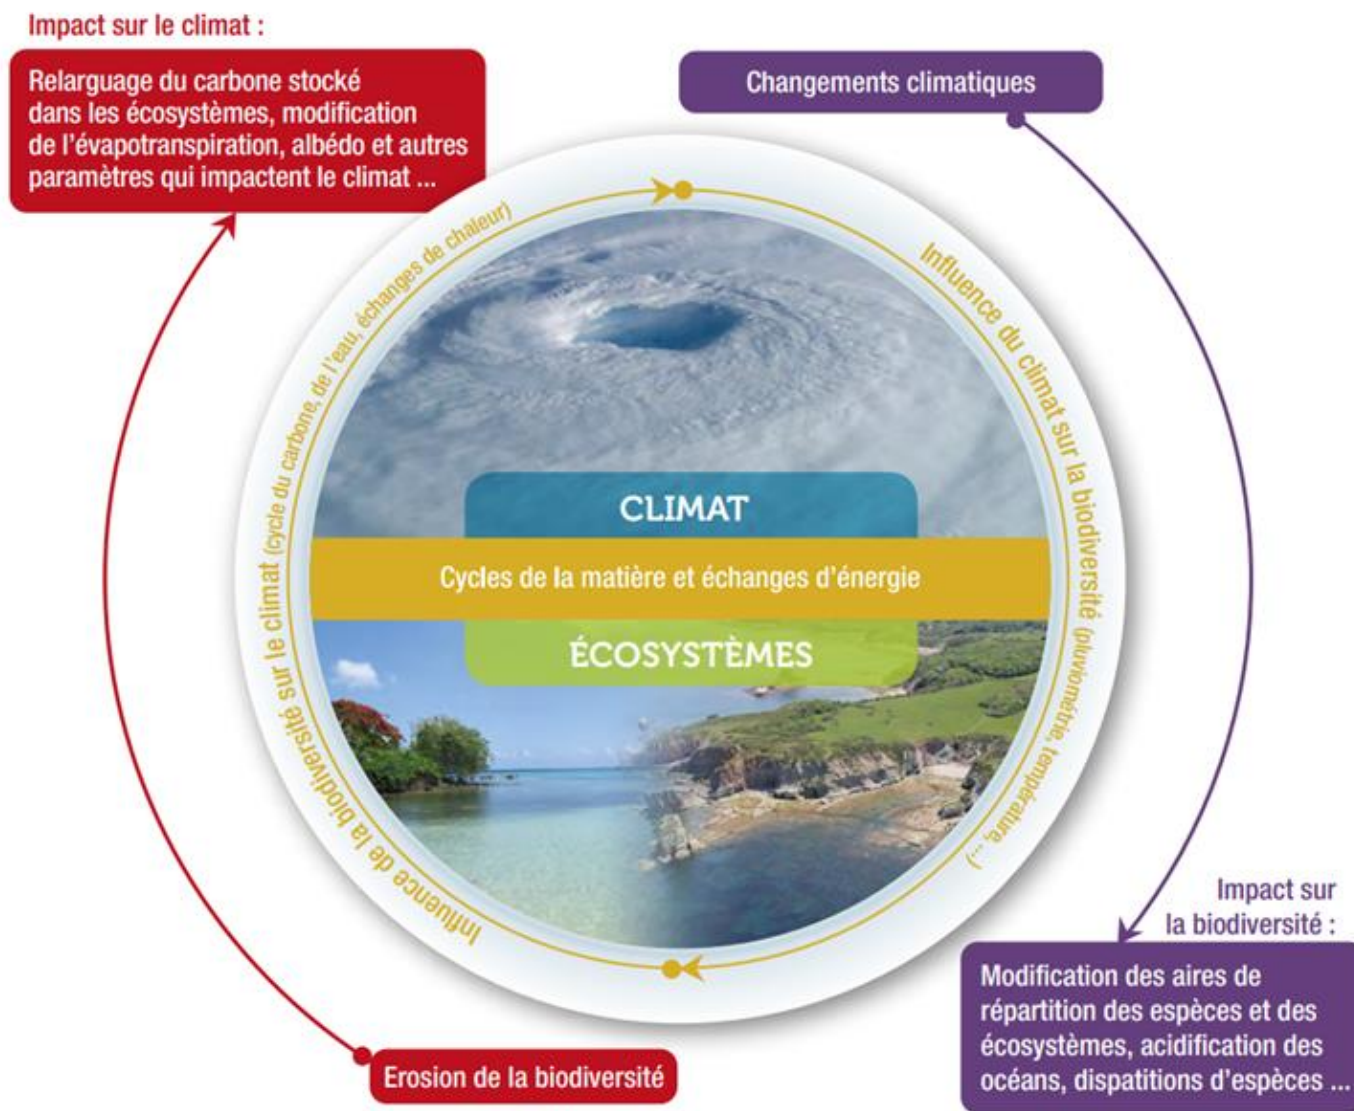 Impact sur le climat :
Relarguage du carbone stocké
dans les écosystèmes, modification
de l'évapotranspiration, albédo et autres
paramètres qui impactent le climat ...
Changements climatiques
Influence du climat sur la biodiversité (pluviométrie, température, ...)
Influence de la biodiversité sur le climat (cycle du carbone, de l'eau, échanges de chaleur)
CLIMAT
Cycles de la matière et échanges d'énergie
ÉCOSYSTÈMES
Impact sur
la biodiversité :
Modification des aires de
répartition des espèces et des
écosystèmes, acidification des
océans, dispatitions d'espèces ...
Erosion de la biodiversité